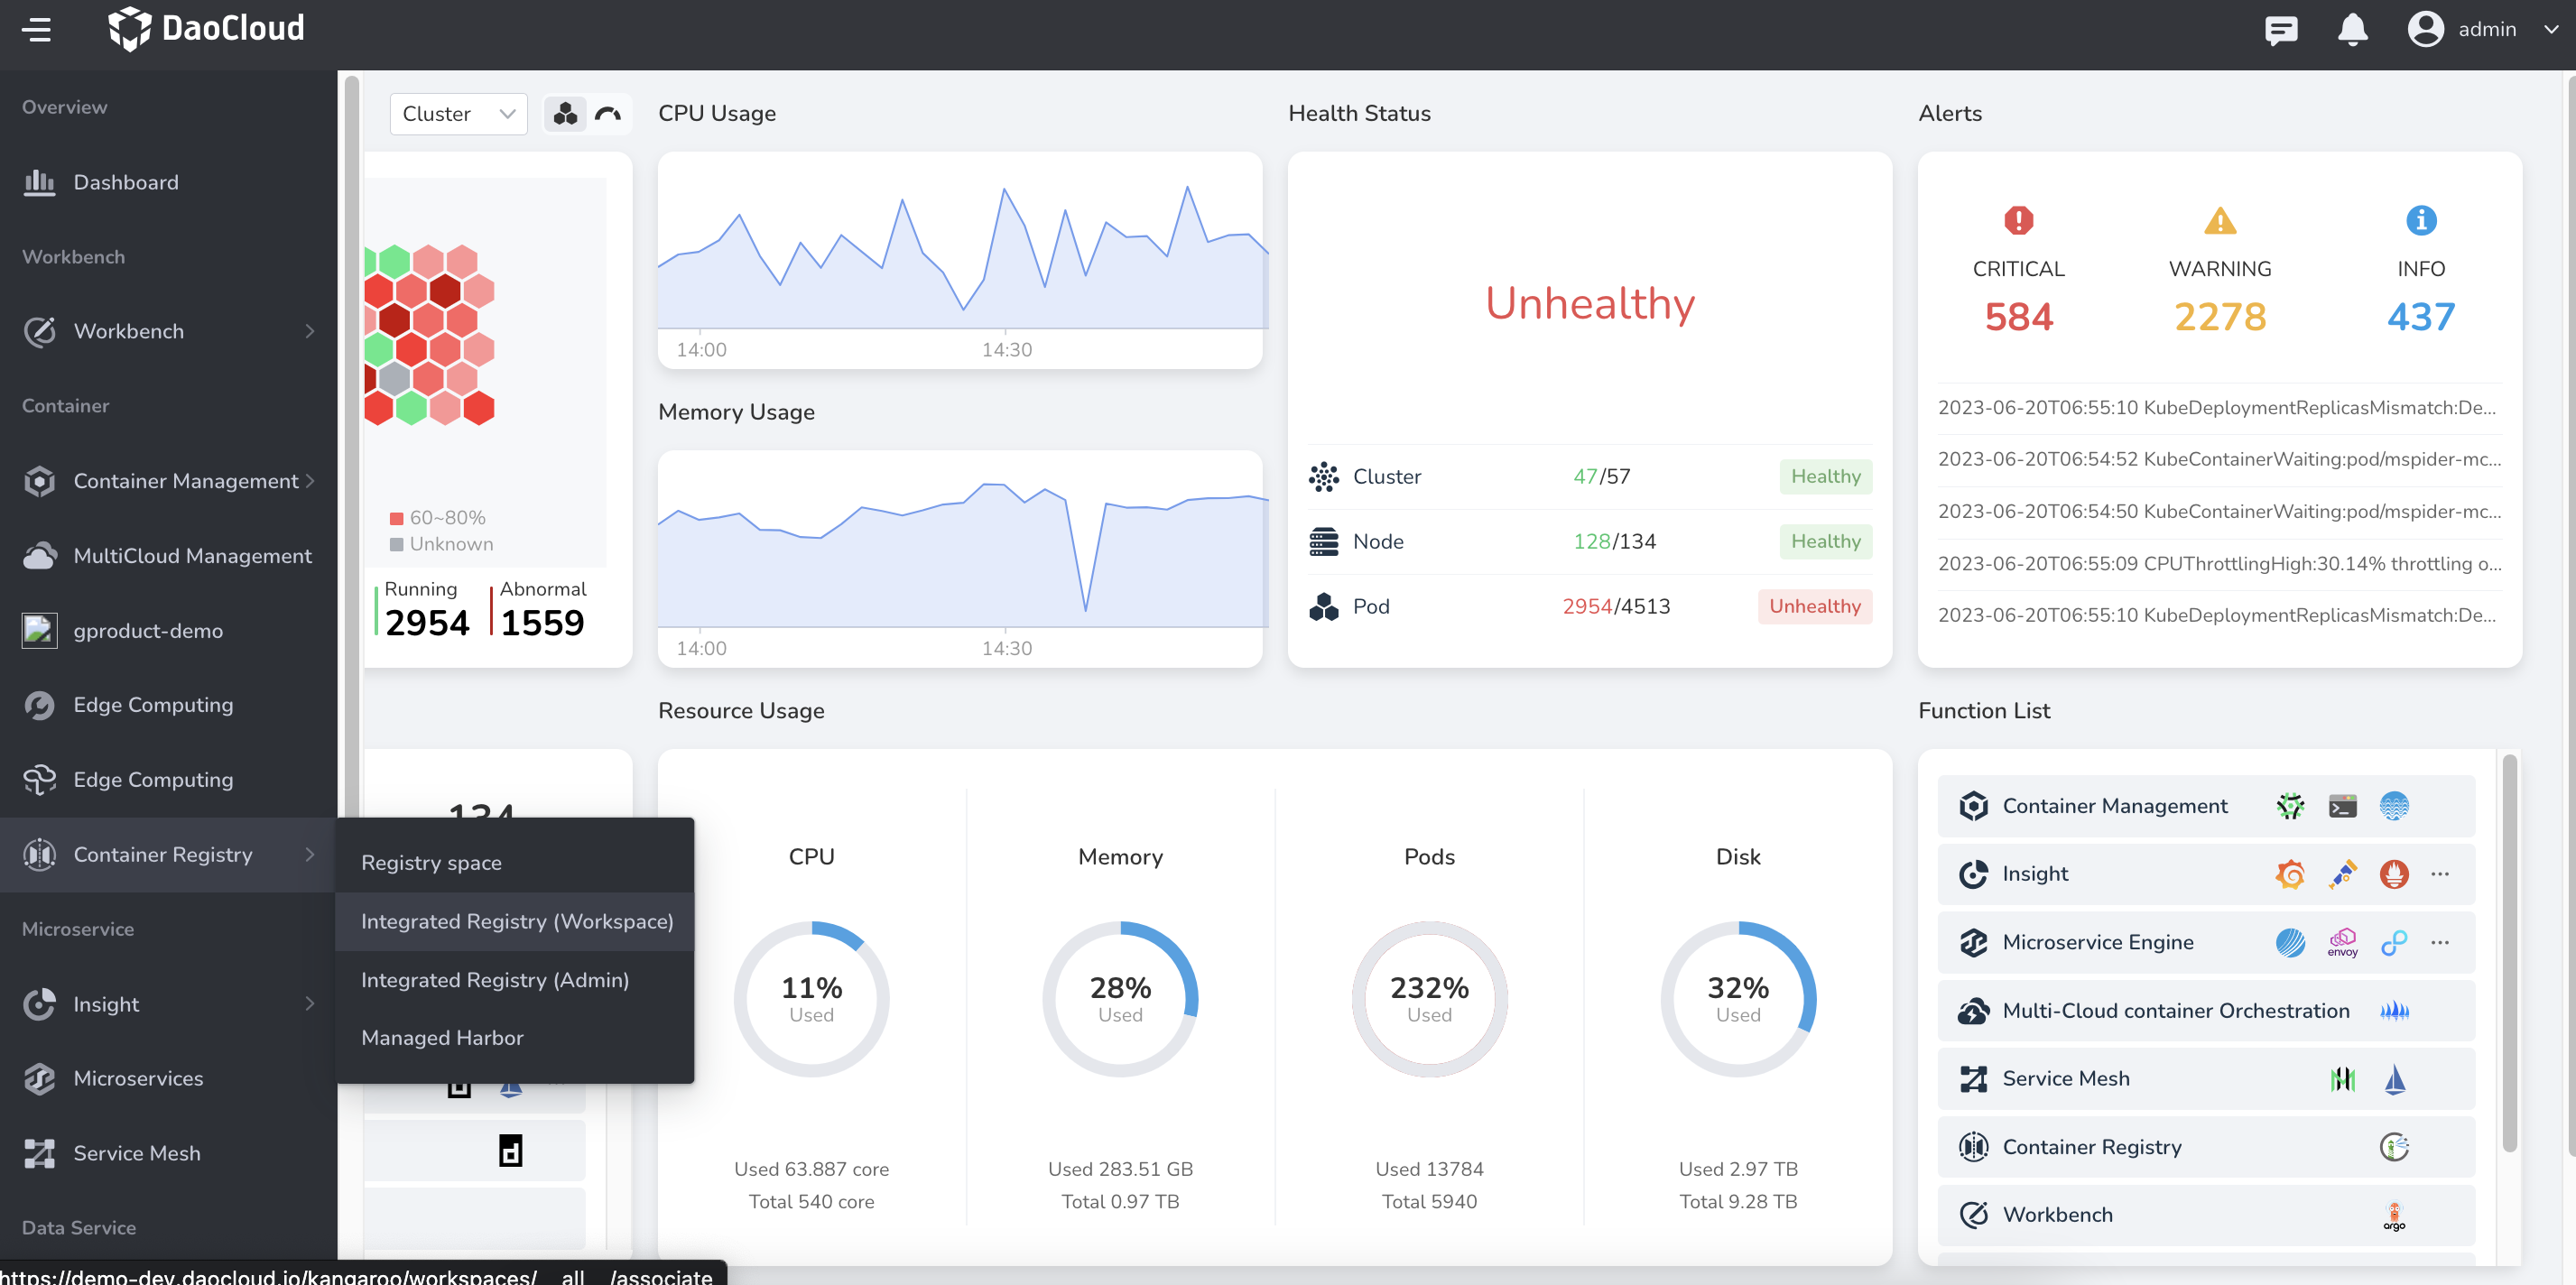 DaoCloud
admin
Overview
Dashboard
Workbench
Workbench
Container
Container Management
MultiCloud Management
gproduct-demo
Edge Computing
Edge Computing
Container Registry
Microservice
Insight
Microservices
Service Mesh
Data Service
Registry space
Integrated Registry (Workspace)
Integrated Registry (Admin)
Managed Harbor
Cluster
60~80%
Unknown
Running
2954
Abnormal
1559
134
CPU Usage
14:00 14:30
Memory Usage
14:00 14:30
Health Status
Unhealthy
Cluster 47/57 Healthy
Node 128/134 Healthy
Pod 2954/4513 Unhealthy
Alerts
CRITICAL WARNING INFO
584 2278 437
2023-06-20T06:55:10 KubeDeploymentReplicasMismatch:De...
2023-06-20T06:54:52 KubeContainerWaiting:pod/mspider-mc...
2023-06-20T06:54:50 KubeContainerWaiting:pod/mspider-mc...
2023-06-20T06:55:09 CPUThrottlingHigh:30.14% throttling o...
2023-06-20T06:55:10 KubeDeploymentReplicasMismatch:De...
Resource Usage
CPU
11%
Used
Used 63.887 core
Total 540 core
Memory
28%
Used
Used 283.51 GB
Total 0.97 TB
Pods
232%
Used
Used 13784
Total 5940
Disk
32%
Used
Used 2.97 TB
Total 9.28 TB
Function List
Container Management
Insight
Microservice Engine
envoy
Multi-Cloud container Orchestration
Service Mesh
Container Registry
Workbench
argo
https://demo-dev.daocloud.io/kangaroo/workspaces/__all__/associate